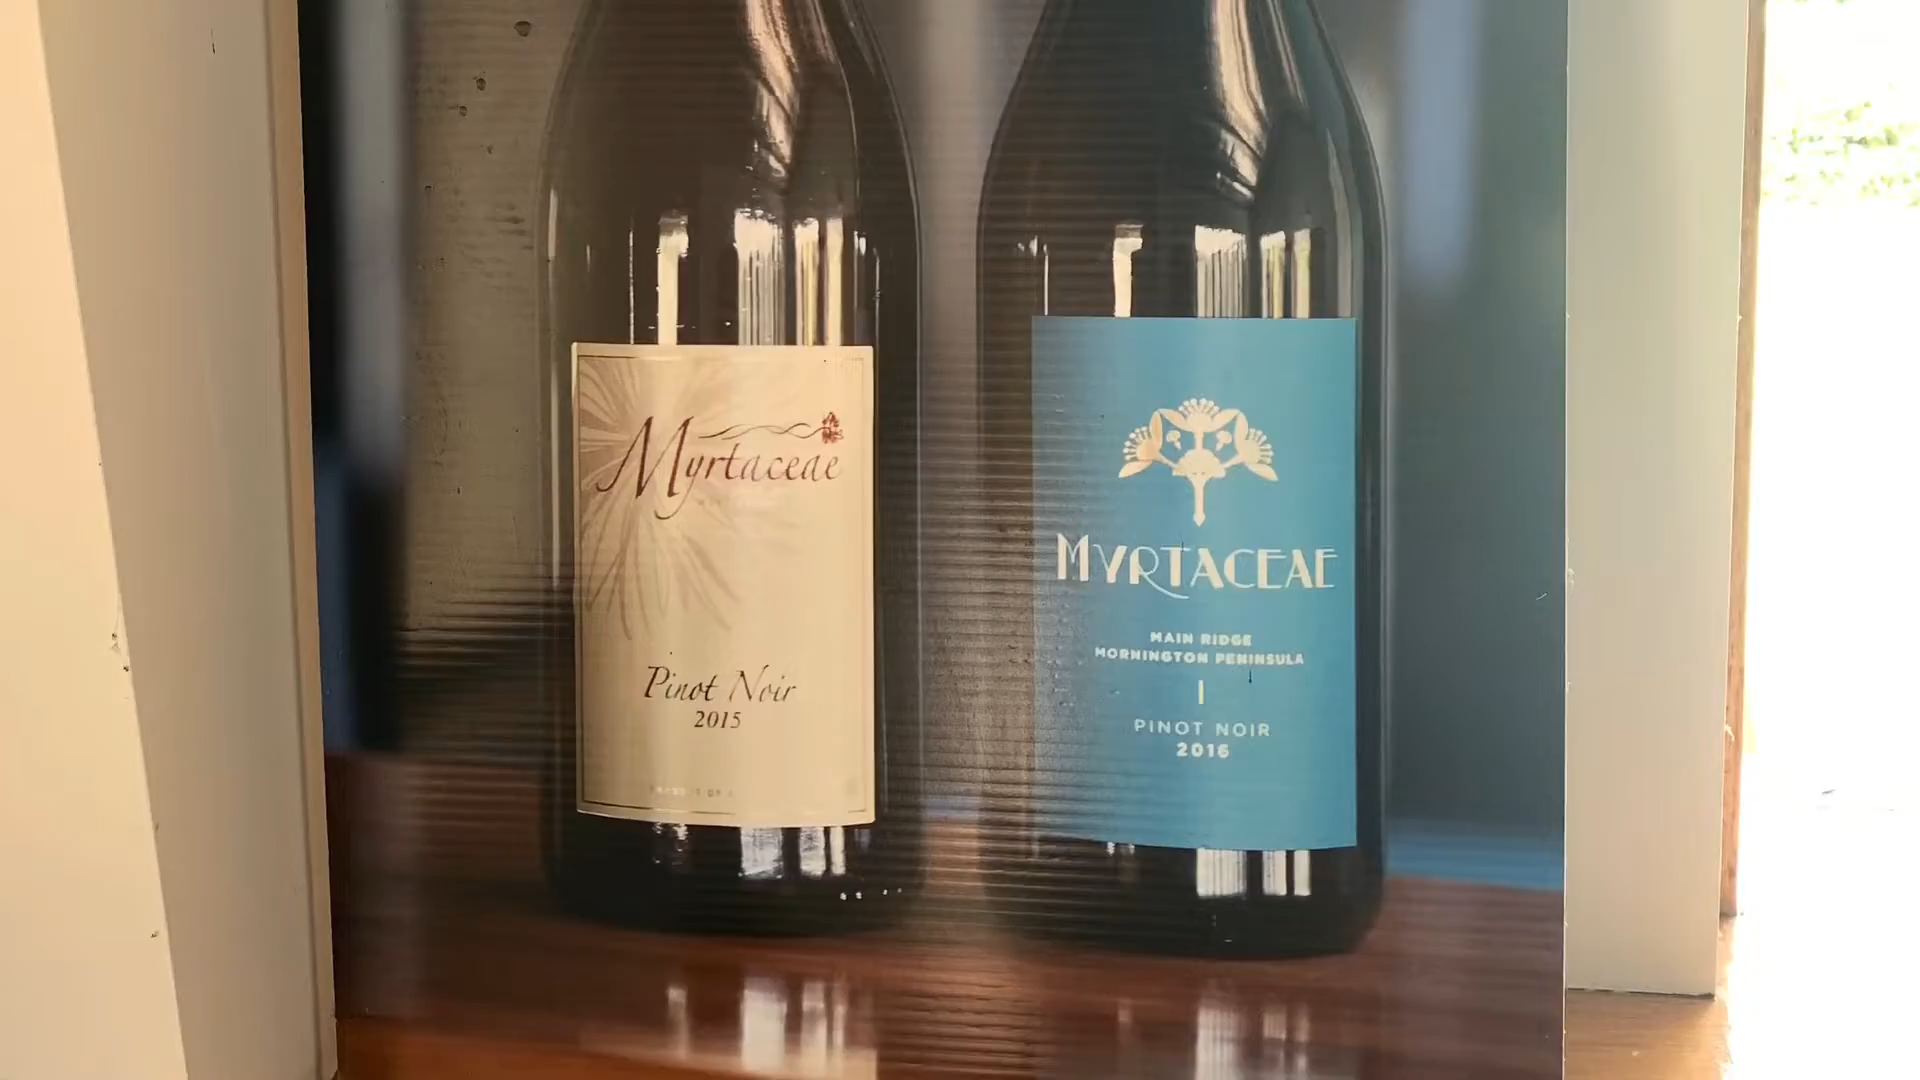 Myrtaceae
Pinot Noir
2015
MYRTACEAE
MAIN RIDGE
MORNINGTON PENINSULA
PINOT NOIR
2016